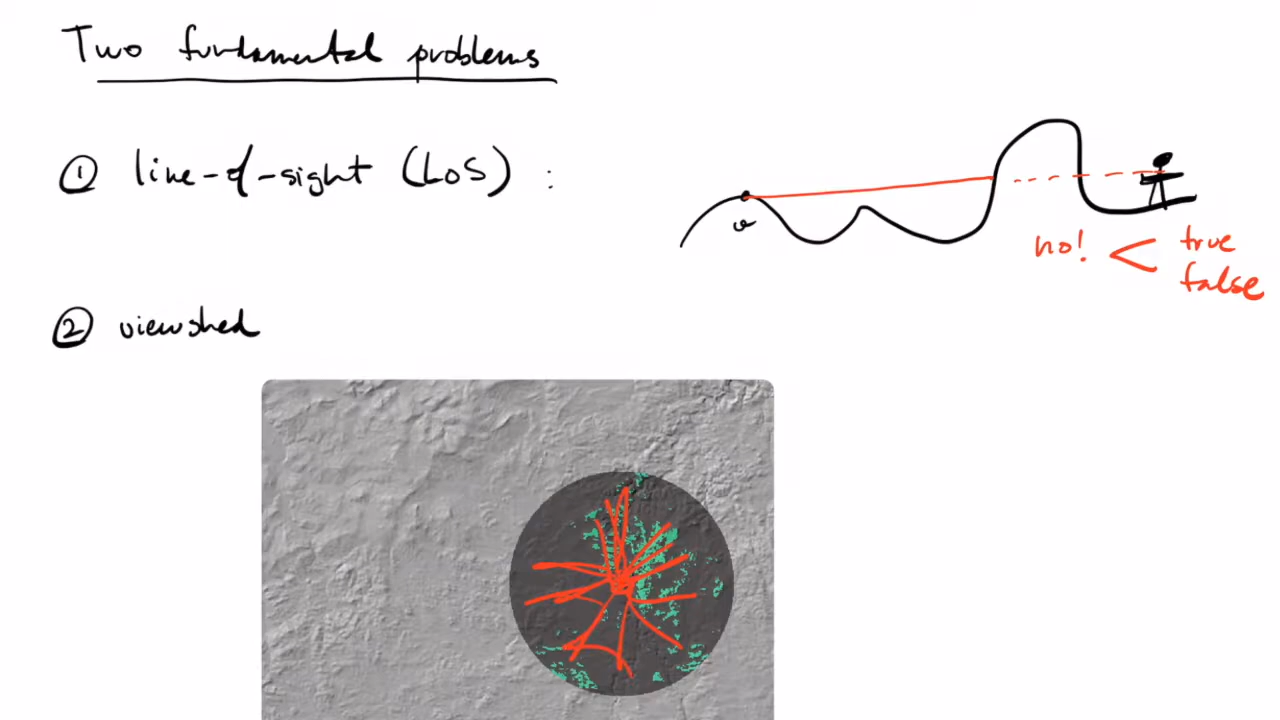 Two fundamental problems
① line-of-sight (LoS) :
v
no! < true
false
② viewshed